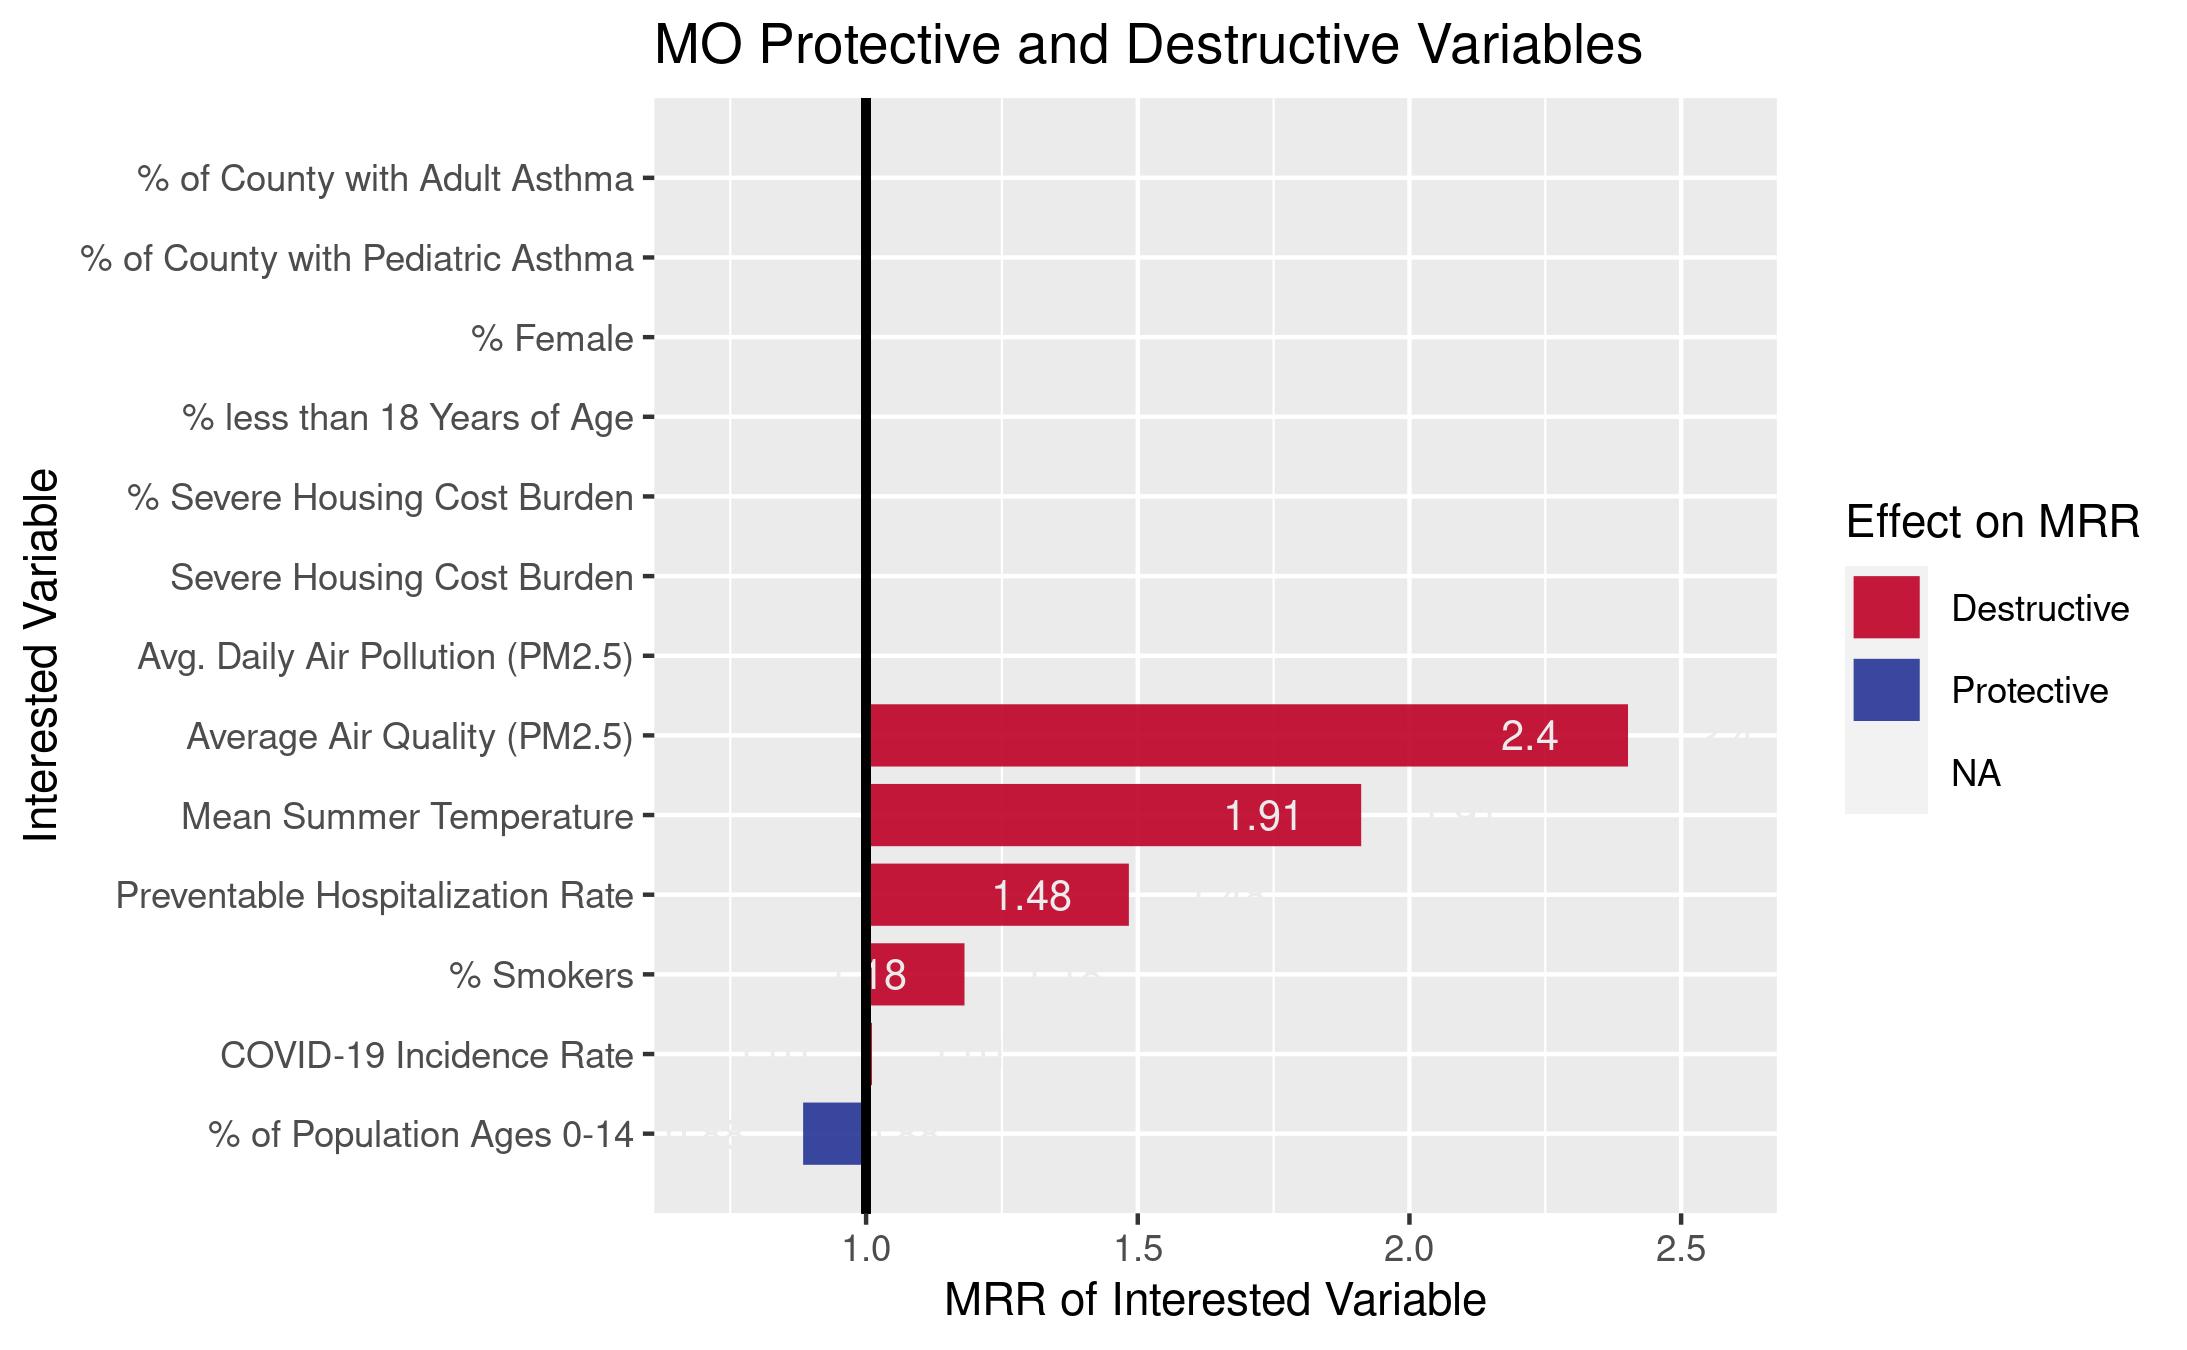 MO Protective and Destructive Variables
Interested Variable
% of County with Adult Asthma
% of County with Pediatric Asthma
% Female
% less than 18 Years of Age
% Severe Housing Cost Burden
Severe Housing Cost Burden
Avg. Daily Air Pollution (PM2.5)
Average Air Quality (PM2.5)
2.4
Mean Summer Temperature
1.91
Preventable Hospitalization Rate
1.48
% Smokers
18
COVID-19 Incidence Rate
% of Population Ages 0-14
1.0 1.5 2.0 2.5
MRR of Interested Variable
Effect on MRR
Destructive
Protective
NA